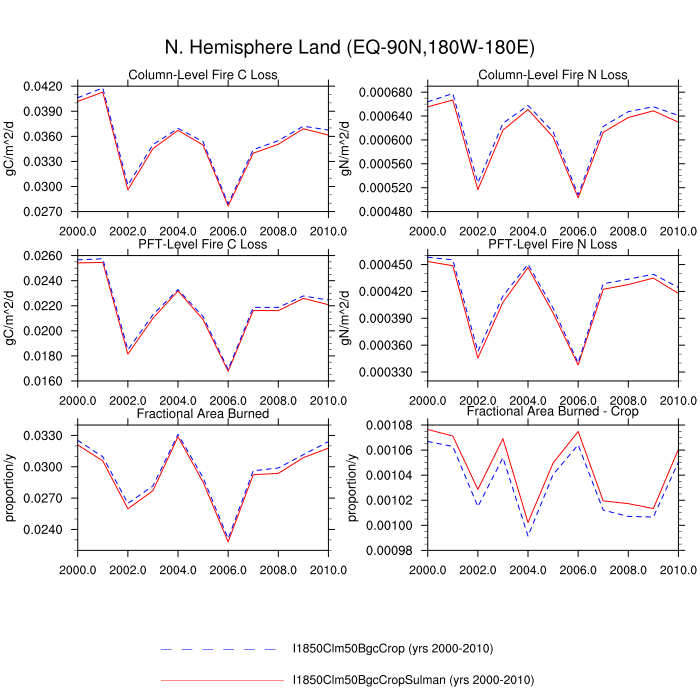 N. Hemisphere Land (EQ-90N,180W-180E)
Column-Level Fire C Loss
gC/m^2/d
0.0420
0.0390
0.0360
0.0330
0.0300
0.0270
2000.0 2002.0 2004.0 2006.0 2008.0 2010.0
Column-Level Fire N Loss
gN/m^2/d
0.000680
0.000640
0.000600
0.000560
0.000520
0.000480
2000.0 2002.0 2004.0 2006.0 2008.0 2010.0
PFT-Level Fire C Loss
gC/m^2/d
0.0260
0.0240
0.0220
0.0200
0.0180
0.0160
2000.0 2002.0 2004.0 2006.0 2008.0 2010.0
PFT-Level Fire N Loss
gN/m^2/d
0.000450
0.000420
0.000390
0.000360
0.000330
2000.0 2002.0 2004.0 2006.0 2008.0 2010.0
Fractional Area Burned
proportion/y
0.0330
0.0300
0.0270
0.0240
2000.0 2002.0 2004.0 2006.0 2008.0 2010.0
Fractional Area Burned - Crop
proportion/y
0.00108
0.00106
0.00104
0.00102
0.00100
0.00098
2000.0 2002.0 2004.0 2006.0 2008.0 2010.0
I1850Clm50BgcCrop (yrs 2000-2010)
I1850Clm50BgcCropSulman (yrs 2000-2010)